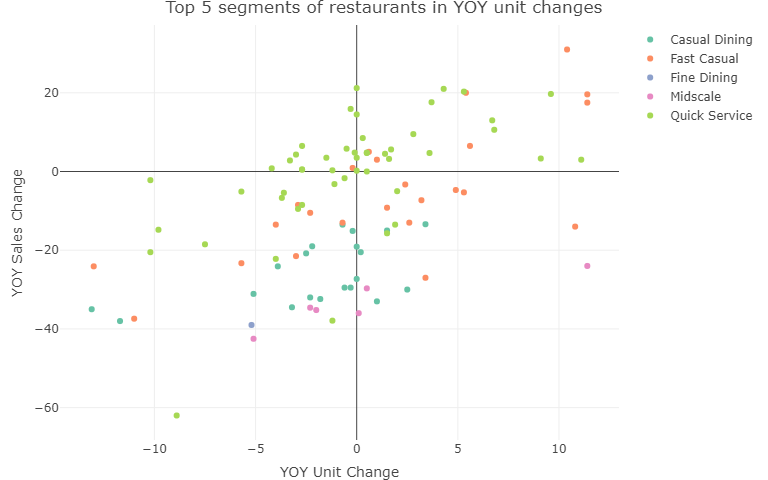 Top 5 segments of restaurants in YOY unit changes
Casual Dining
Fast Casual
Fine Dining
Midscale
Quick Service
YOY Sales Change
20
0
−20
−40
−60
−10
−5
0
5
10
YOY Unit Change